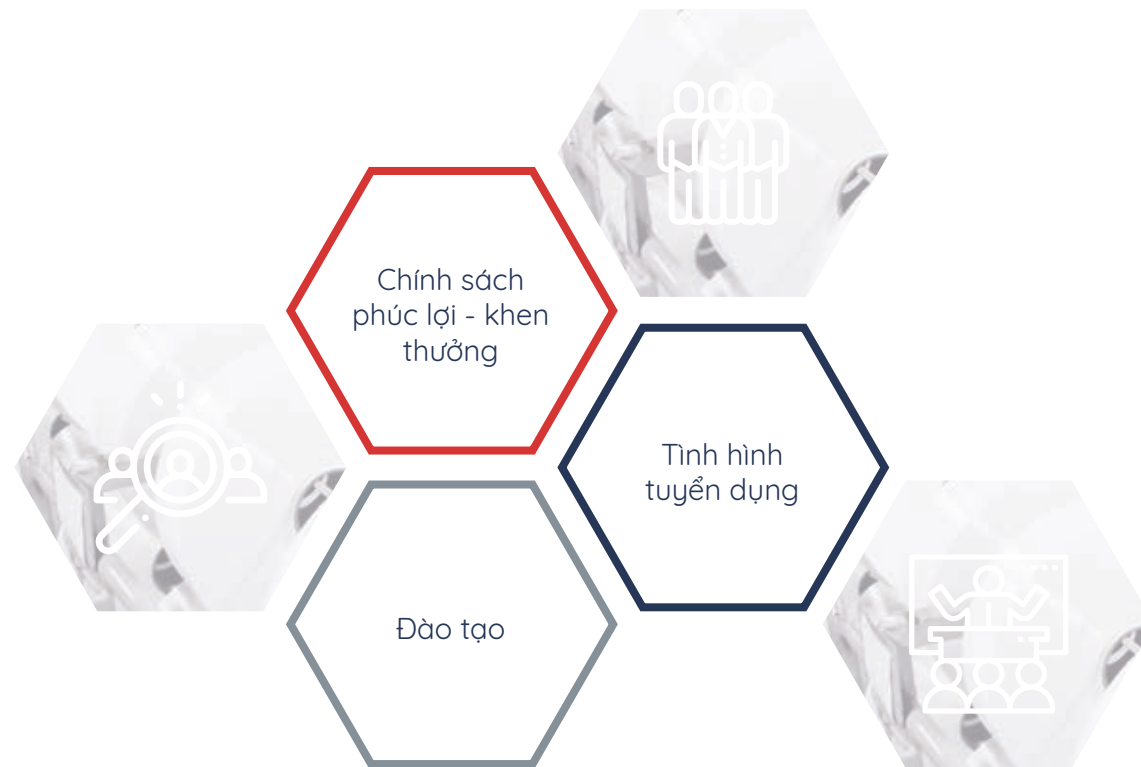 Chính sách
phúc lợi - khen
thưởng
Tình hình
tuyển dụng
Đào tạo